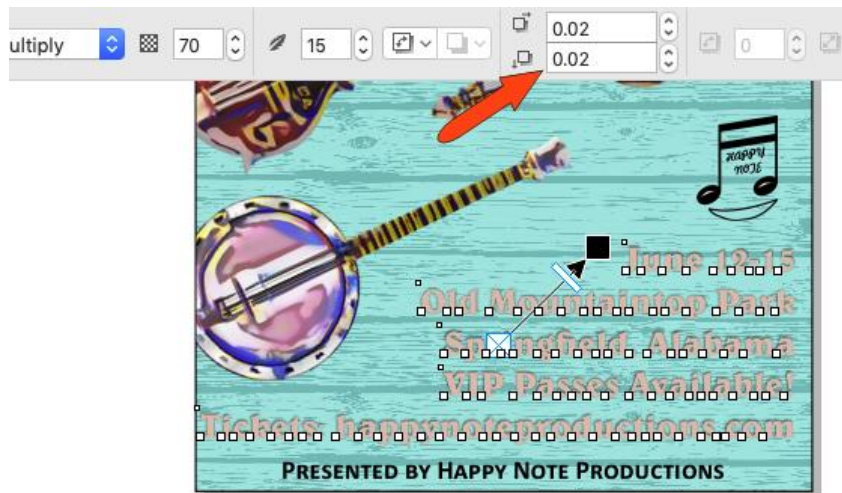 ultiply 70 15 0.02 0
0.02
HAPPY
NOTE
June 12-15
Old Mountaintop Park
Springfield, Alabama
VIP Passes Available!
Tickets: happynoteproductions.com
PRESENTED BY HAPPY NOTE PRODUCTIONS